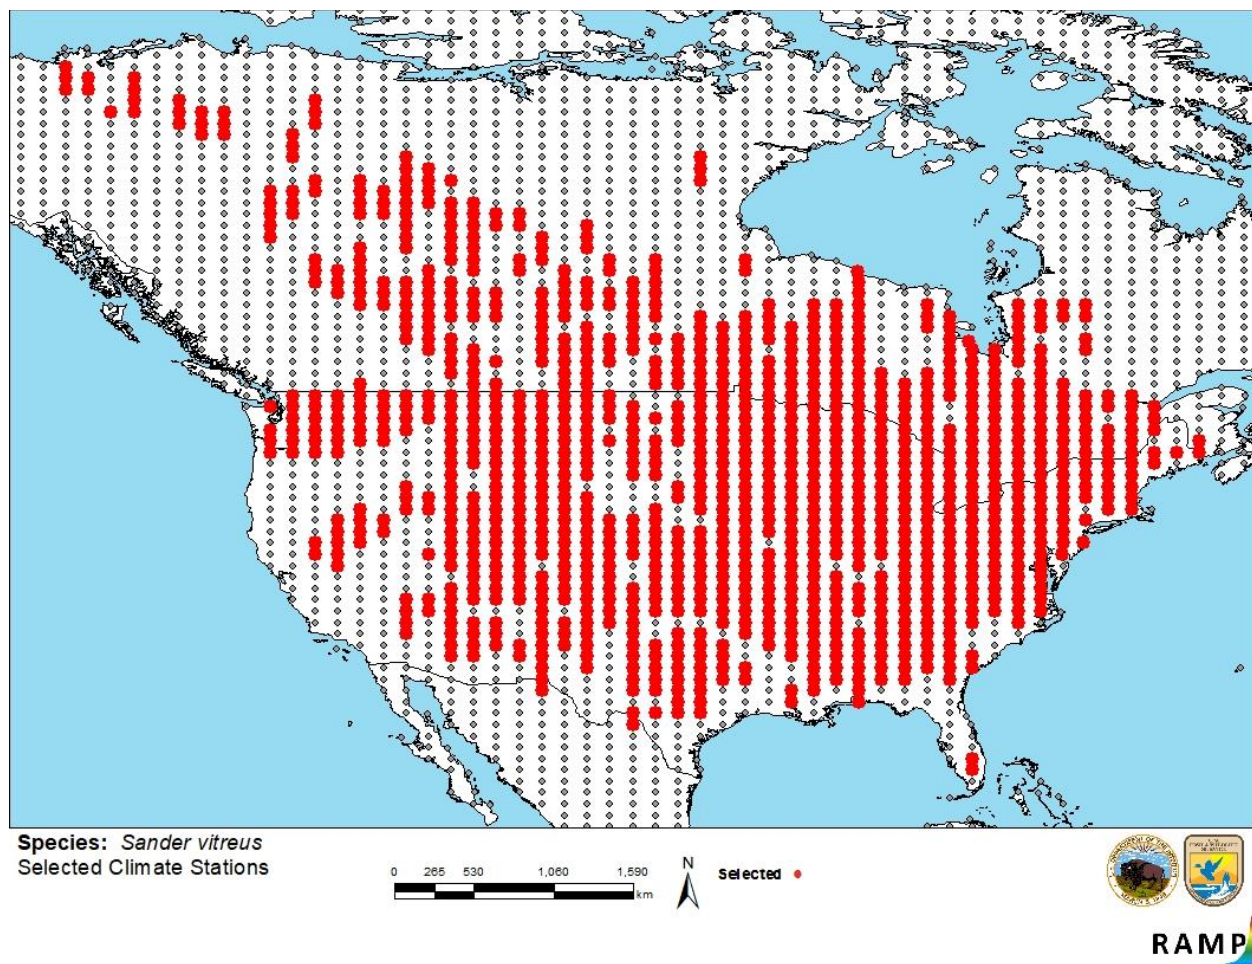 Species: Sander vitreus
Selected Climate Stations
0 265 530 1,060 1,590
km
N
Selected
RAMP